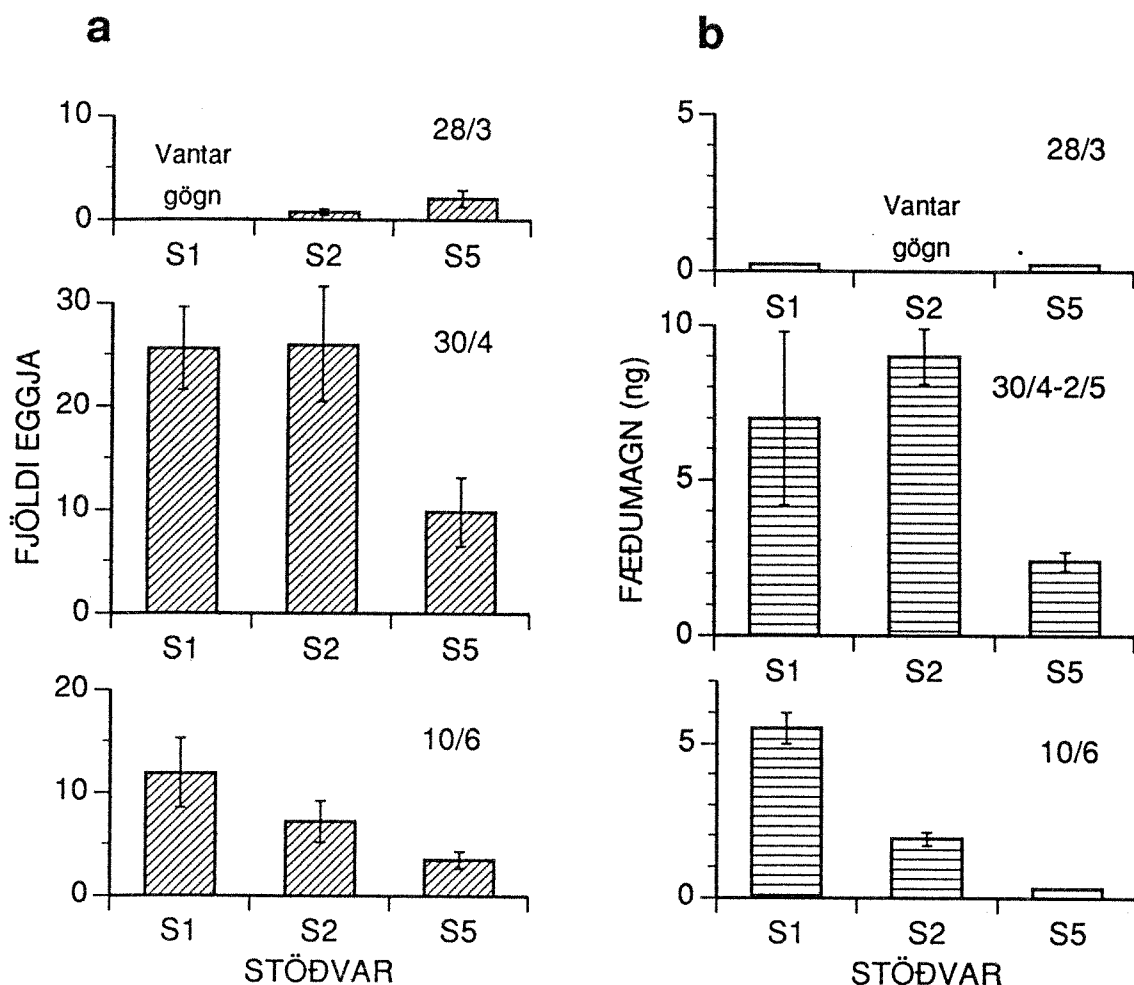 a
10
0
28/3
Vantar
gögn
S1 S2 S5
FJÖLDI EGGJA
30
20
10
0
30/4
S1 S2 S5
20
10
0
10/6
S1 S2 S5
STÖÐVAR
b
5
0
28/3
Vantar
gögn
S1 S2 S5
FÆÐUMAGN (ng)
10
5
0
30/4-2/5
S1 S2 S5
5
0
10/6
S1 S2 S5
STÖÐVAR